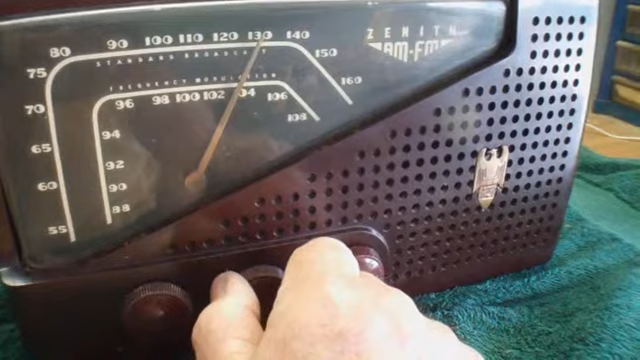 ZENITH
AM-FM
80 90 100 110 120 130 140
75 150
STANDARD BROADCAST
160
FREQUENCY MODULATION
70 96 98 100 102 104 106
108
94
65
92
60 90
88
55